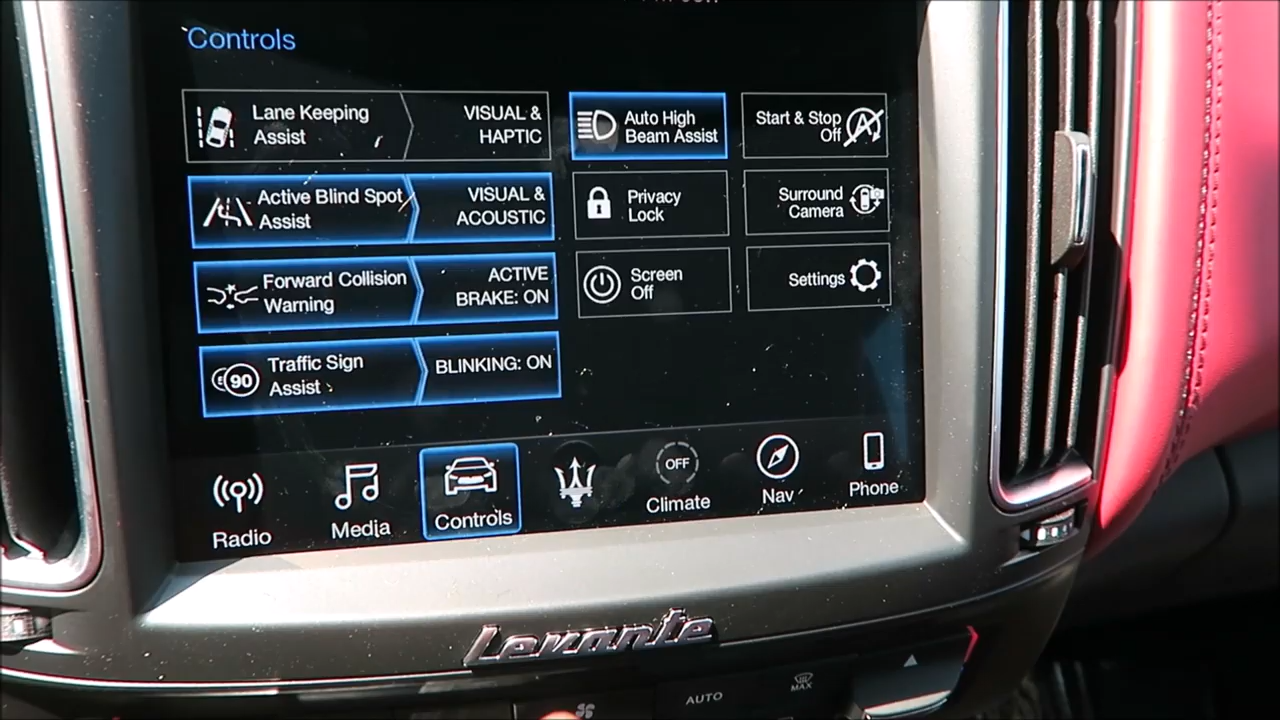 Controls
Lane Keeping
Assist
VISUAL &
HAPTIC
Auto High
Beam Assist
Start & Stop
Off
Active Blind Spot
Assist
VISUAL &
ACOUSTIC
Privacy
Lock
Surround
Camera
Forward Collision
Warning
ACTIVE
BRAKE: ON
Screen
Off
Settings
E 90
Traffic Sign
Assist
BLINKING: ON
Radio
Media
Controls
OFF
Climate
Nav
Phone
Levante
AUTO
MAX